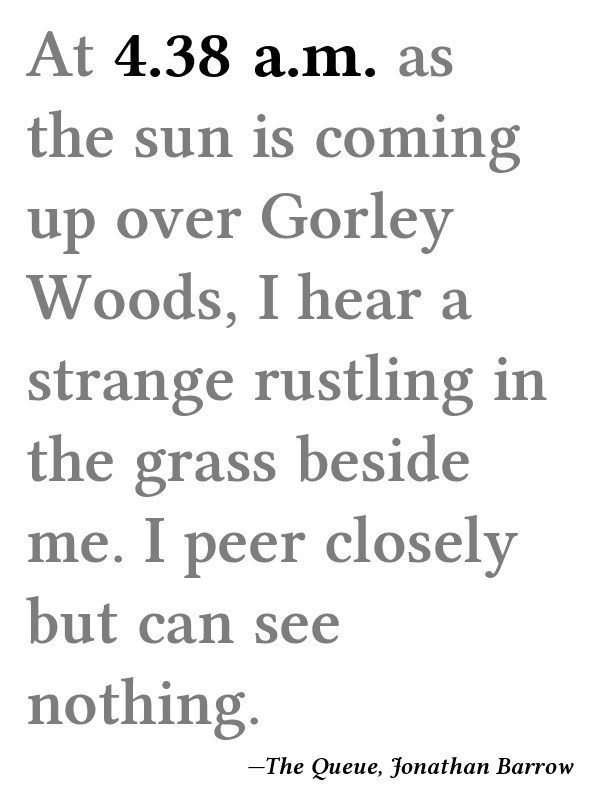 At 4.38 a.m. as
the sun is coming
up over Gorley
Woods, I hear a
strange rustling in
the grass beside
me. I peer closely
but can see
nothing.
—The Queue, Jonathan Barrow